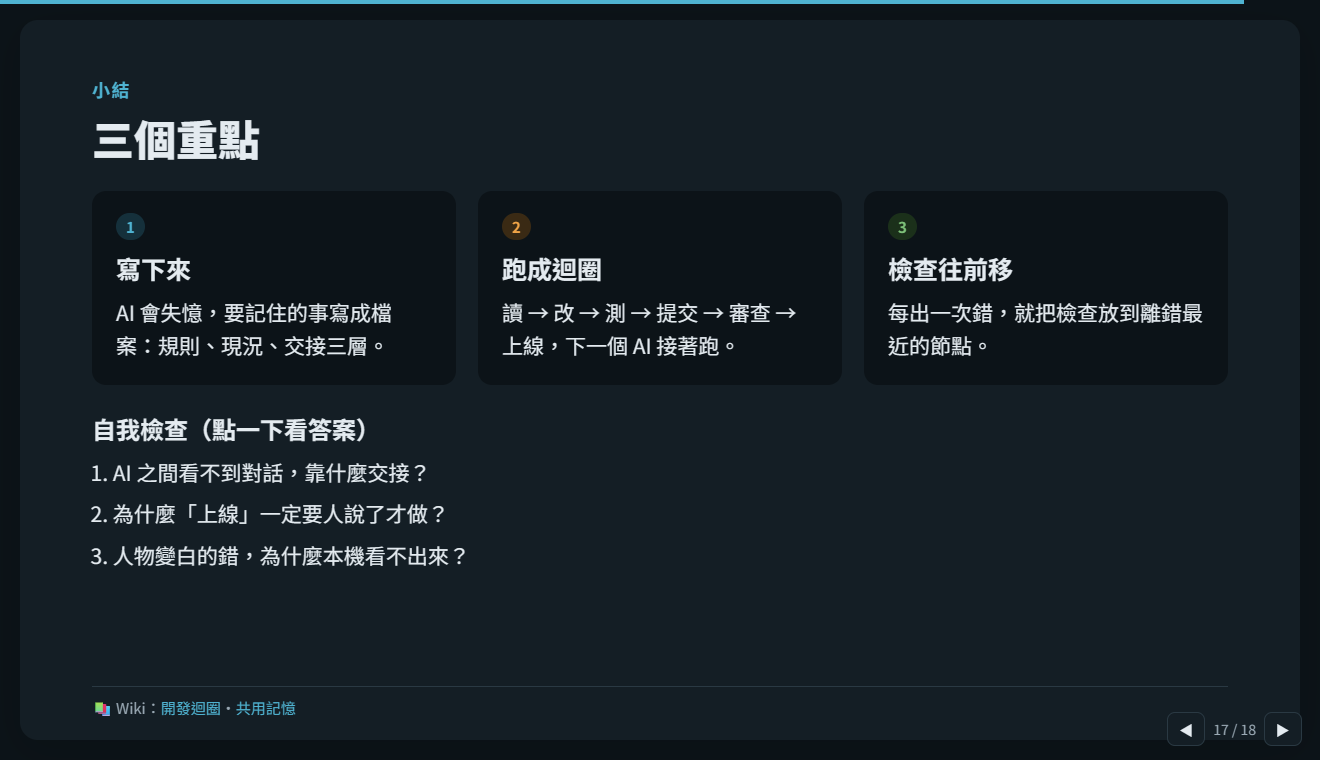 小結
三個重點
1
寫下來
AI 會失憶，要記住的事寫成檔
案：規則、現況、交接三層。
2
跑成迴圈
讀 → 改 → 測 → 提交 → 審查 →
上線，下一個 AI 接著跑。
3
檢查往前移
每出一次錯，就把檢查放到離錯最
近的節點。
自我檢查（點一下看答案）
1. AI 之間看不到對話，靠什麼交接？
2. 為什麼「上線」一定要人說了才做？
3. 人物變白的錯，為什麼本機看不出來？
Wiki：開發迴圈・共用記憶
17 / 18